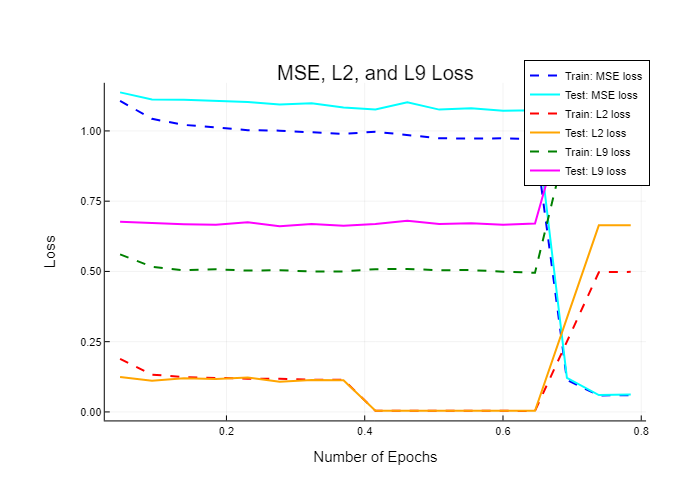 MSE, L2, and L9 Loss
Train: MSE loss
Test: MSE loss
Train: L2 loss
Test: L2 loss
Train: L9 loss
Test: L9 loss
Loss
1.00
0.75
0.50
0.25
0.00
0.2
0.4
0.6
0.8
Number of Epochs